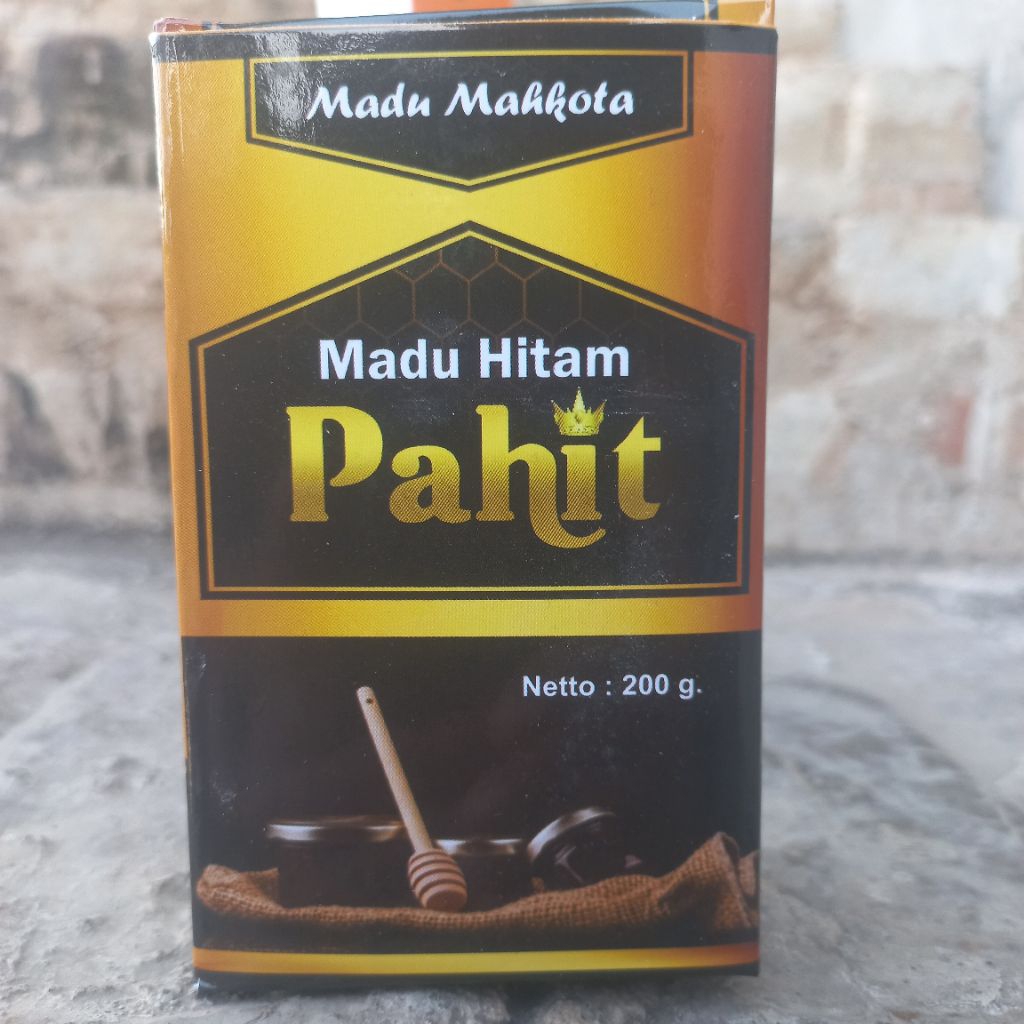 Madu Mahkota
Madu Hitam
Pahit
Netto : 200 g.